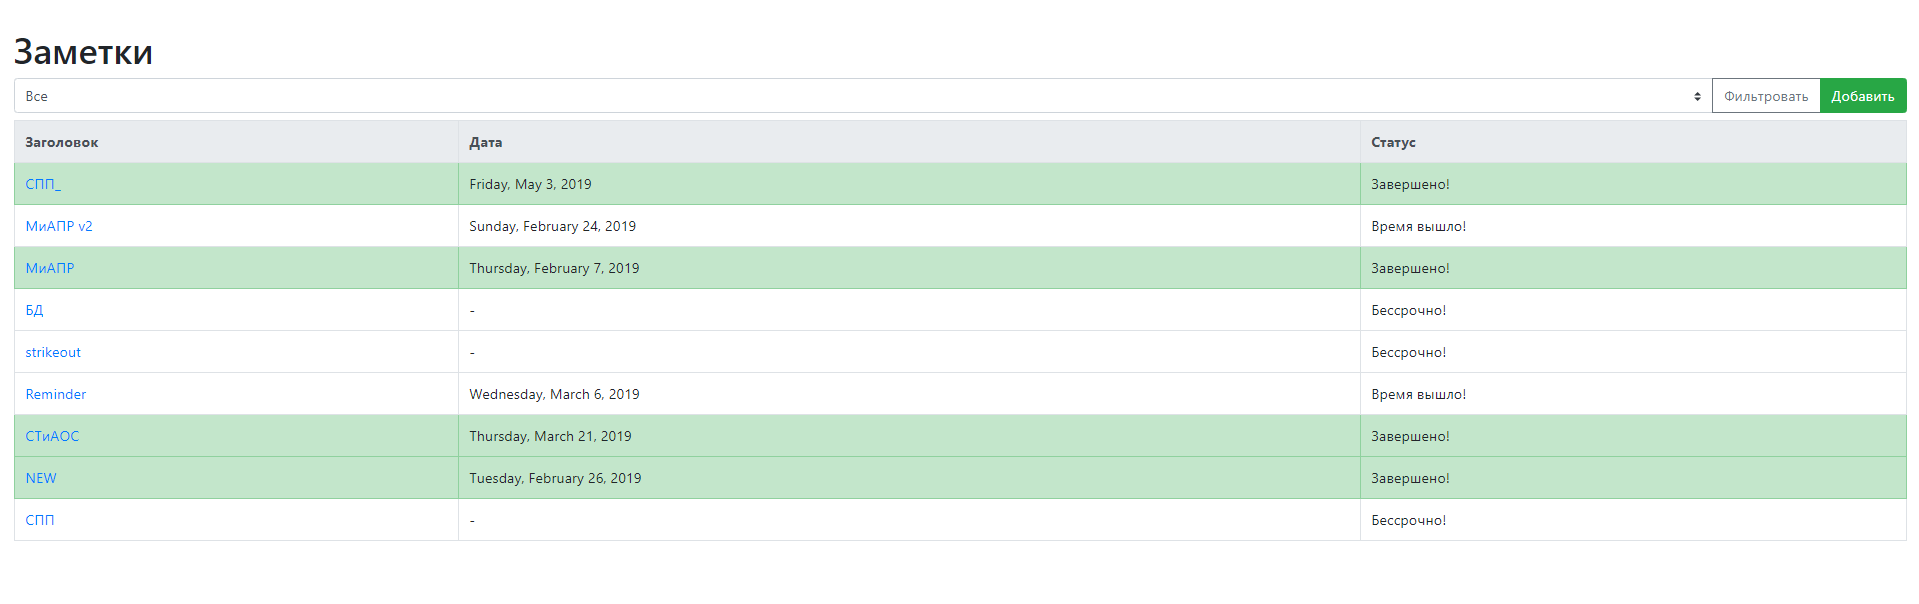 Заметки
Все Фильтровать Добавить
Заголовок Дата Статус
СПП_ Friday, May 3, 2019 Завершено!
МиАПР v2 Sunday, February 24, 2019 Время вышло!
МиАПР Thursday, February 7, 2019 Завершено!
БД - Бессрочно!
strikeout - Бессрочно!
Reminder Wednesday, March 6, 2019 Время вышло!
СТиАОС Thursday, March 21, 2019 Завершено!
NEW Tuesday, February 26, 2019 Завершено!
СПП - Бессрочно!